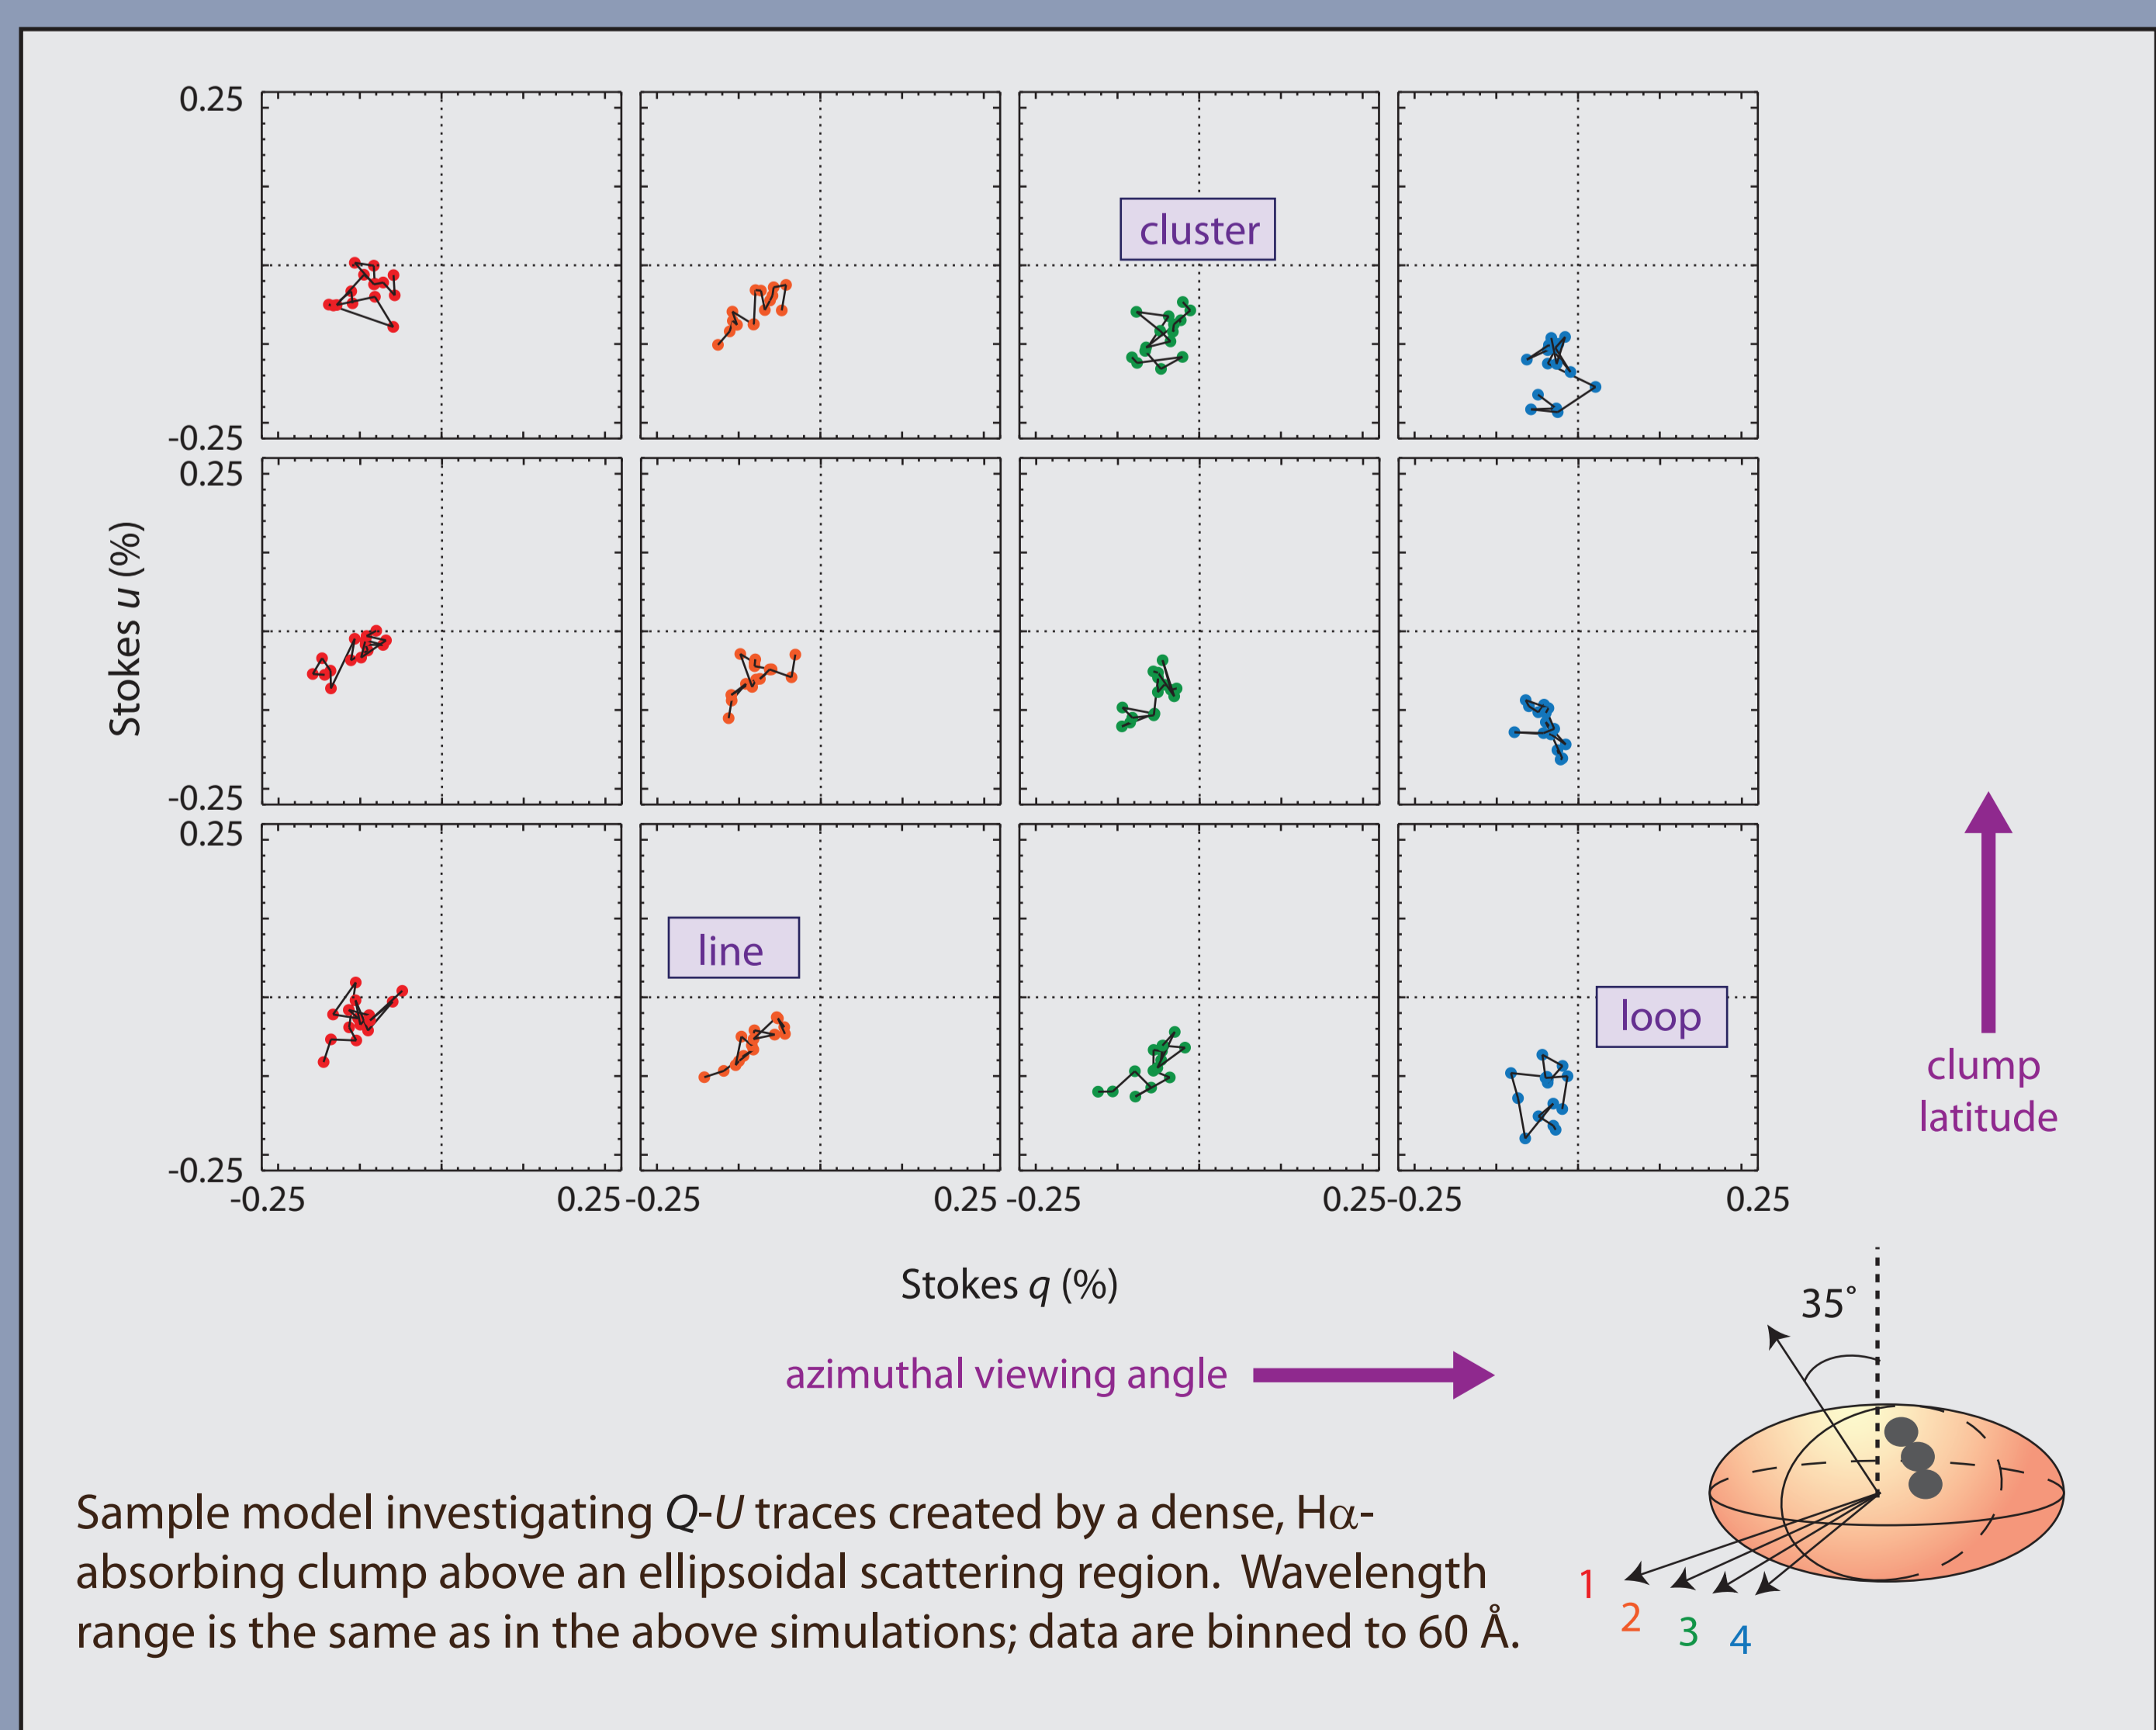 0.25
cluster
-0.25
0.25
Stokes u (%)
-0.25
0.25
line
loop
clump
latitude
-0.25
-0.25 0.25 -0.25 0.25 -0.25 0.25 -0.25 0.25
Stokes q (%)
35°
azimuthal viewing angle
Sample model investigating Q-U traces created by a dense, Hα-
absorbing clump above an ellipsoidal scattering region. Wavelength
range is the same as in the above simulations; data are binned to 60 Å.
1
2
3
4